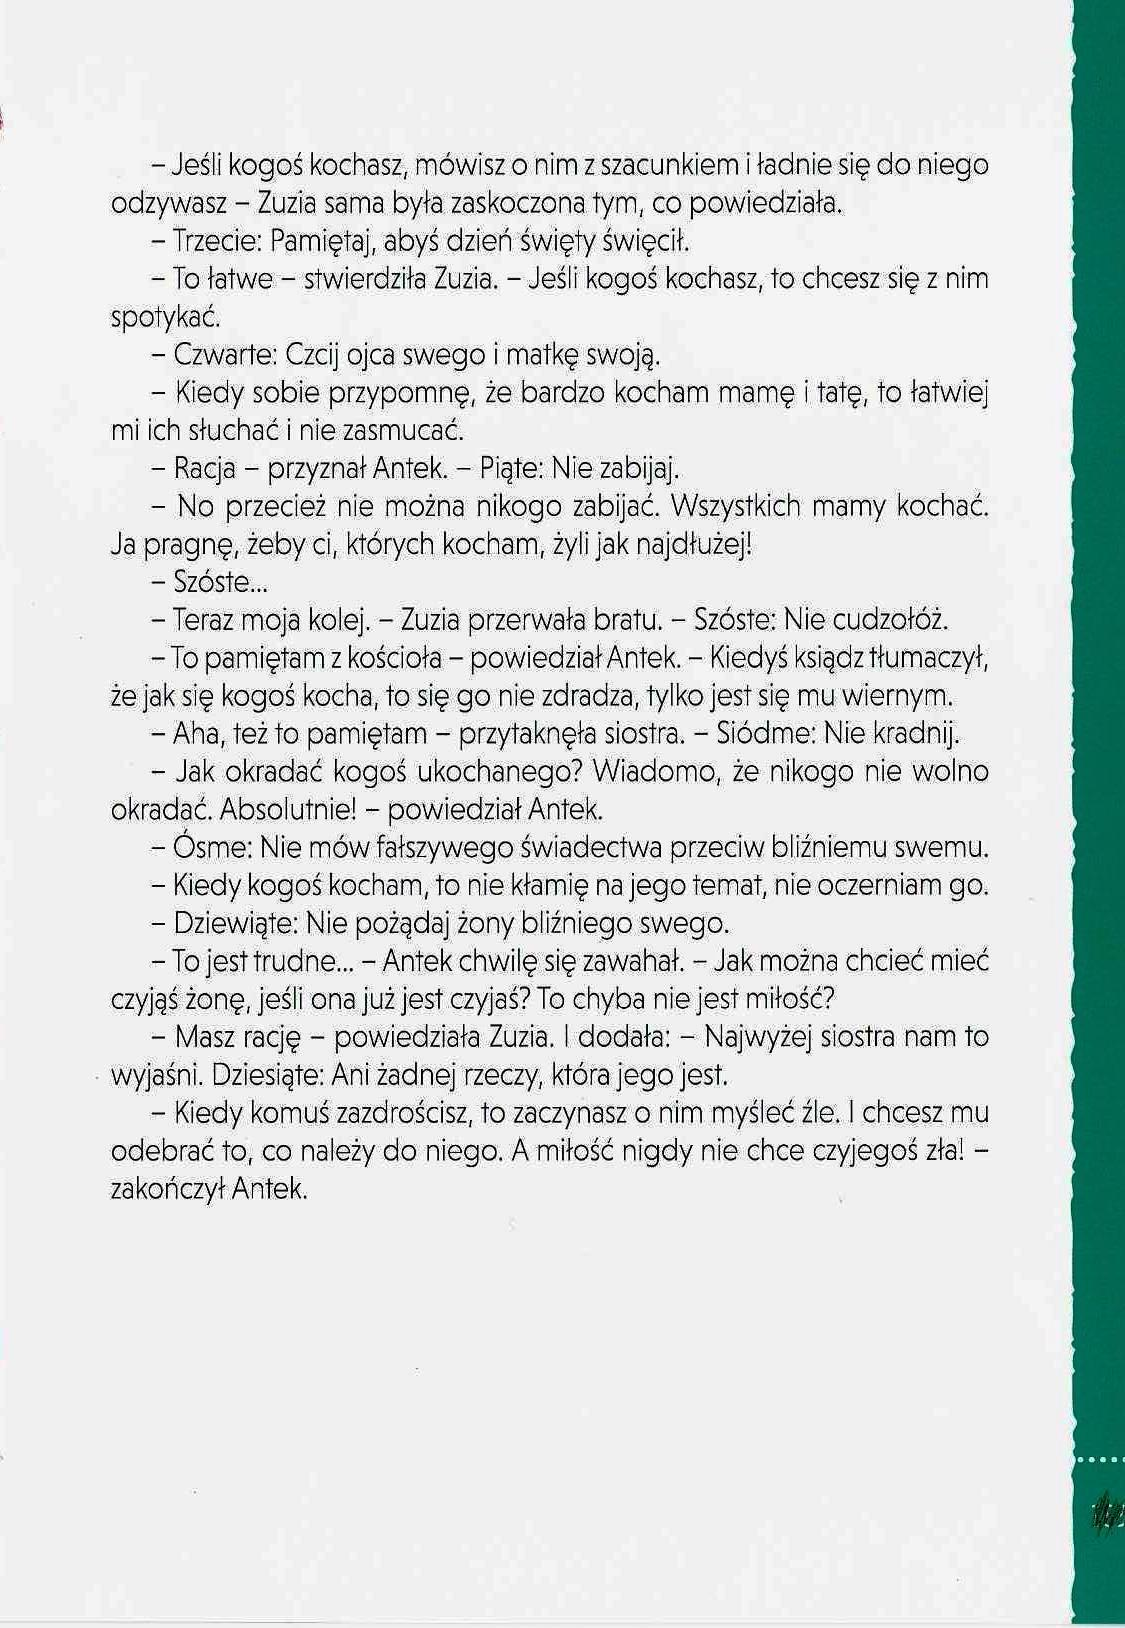 – Jeśli kogoś kochasz, mówisz o nim z szacunkiem i ładnie się do niego
odzywasz – Zuzia sama była zaskoczona tym, co powiedziała.
– Trzecie: Pamiętaj, abyś dzień święty święcił.
– To łatwe – stwierdziła Zuzia. – Jeśli kogoś kochasz, to chcesz się z nim
spotykać.
– Czwarte: Czcij ojca swego i matkę swoją.
– Kiedy sobie przypomnę, że bardzo kocham mamę i tatę, to łatwiej
mi ich słuchać i nie zasmucać.
– Racja – przyznał Antek. – Piąte: Nie zabijaj.
– No przecież nie można nikogo zabijać. Wszystkich mamy kochać.
Ja pragnę, żeby ci, których kocham, żyli jak najdłużej!
– Szóste...
– Teraz moja kolej. – Zuzia przerwała bratu. – Szóste: Nie cudzołóż.
– To pamiętam z kościoła – powiedział Antek. – Kiedyś ksiądz tłumaczył,
że jak się kogoś kocha, to się go nie zdradza, tylko jest się mu wiernym.
– Aha, też to pamiętam – przytaknęła siostra. – Siódme: Nie kradnij.
– Jak okradać kogoś ukochanego? Wiadomo, że nikogo nie wolno
okradać. Absolutnie! – powiedział Antek.
– Ósme: Nie mów fałszywego świadectwa przeciw bliźniemu swemu.
– Kiedy kogoś kocham, to nie kłamię na jego temat, nie oczerniam go.
– Dziewiąte: Nie pożądaj żony bliźniego swego.
– To jest trudne... – Antek chwilę się zawahał. – Jak można chcieć mieć
czyjąś żonę, jeśli ona już jest czyjaś? To chyba nie jest miłość?
– Masz rację – powiedziała Zuzia. I dodała: – Najwyżej siostra nam to
wyjaśni. Dziesiąte: Ani żadnej rzeczy, która jego jest.
– Kiedy komuś zazdrościsz, to zaczynasz o nim myśleć źle. I chcesz mu
odebrać to, co należy do niego. A miłość nigdy nie chce czyjegoś zła! –
zakończył Antek.